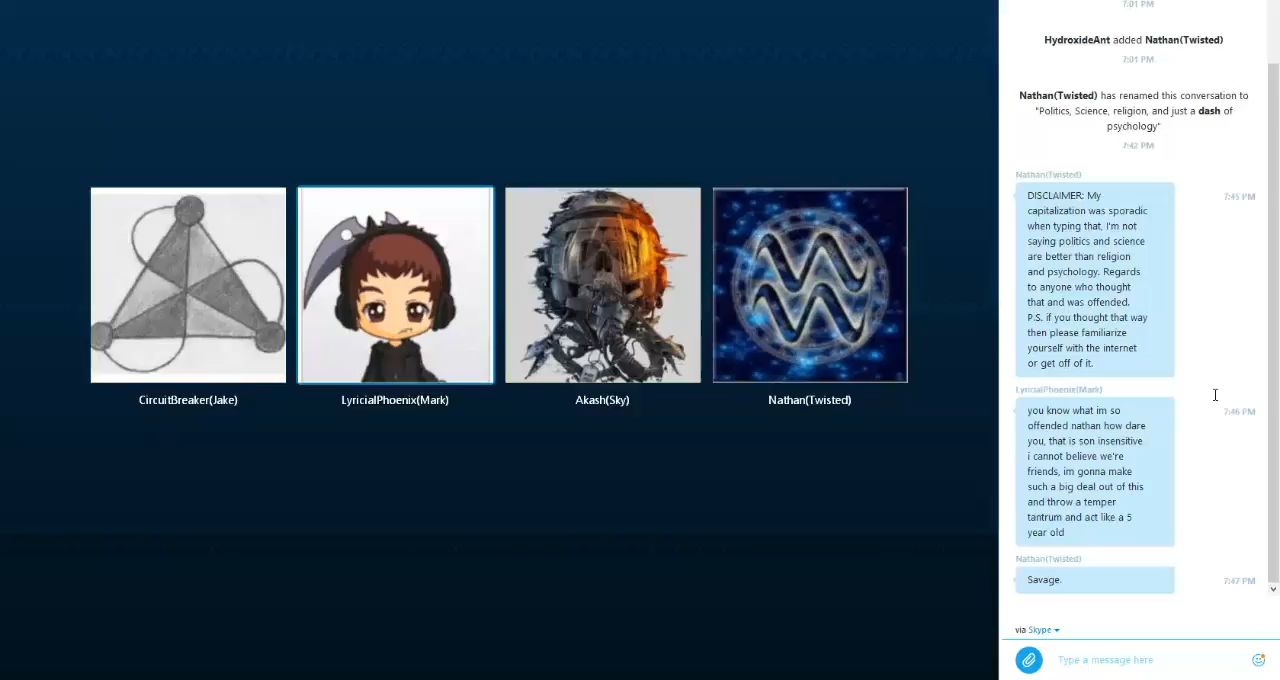 7:01 PM
HydroxideAnt added Nathan(Twisted)
7:01 PM
Nathan(Twisted) has renamed this conversation to
"Politics, Science, religion, and just a dash of
psychology"
7:42 PM
Nathan(Twisted)
DISCLAIMER: My
capitalization was sporadic
when typing that, I'm not
saying politics and science
are better than religion
and psychology. Regards
to anyone who thought
that and was offended.
P.S. if you thought that way
then please familiarize
yourself with the internet
or get off of it.
7:45 PM
LyricialPhoenix(Mark)
you know what im so
offended nathan how dare
you, that is son insensitive
i cannot believe we're
friends, im gonna make
such a big deal out of this
and throw a temper
tantrum and act like a 5
year old
7:46 PM
Nathan(Twisted)
Savage.
7:47 PM
via Skype
Type a message here
CircuitBreaker(Jake)
LyricialPhoenix(Mark)
Akash(Sky)
Nathan(Twisted)